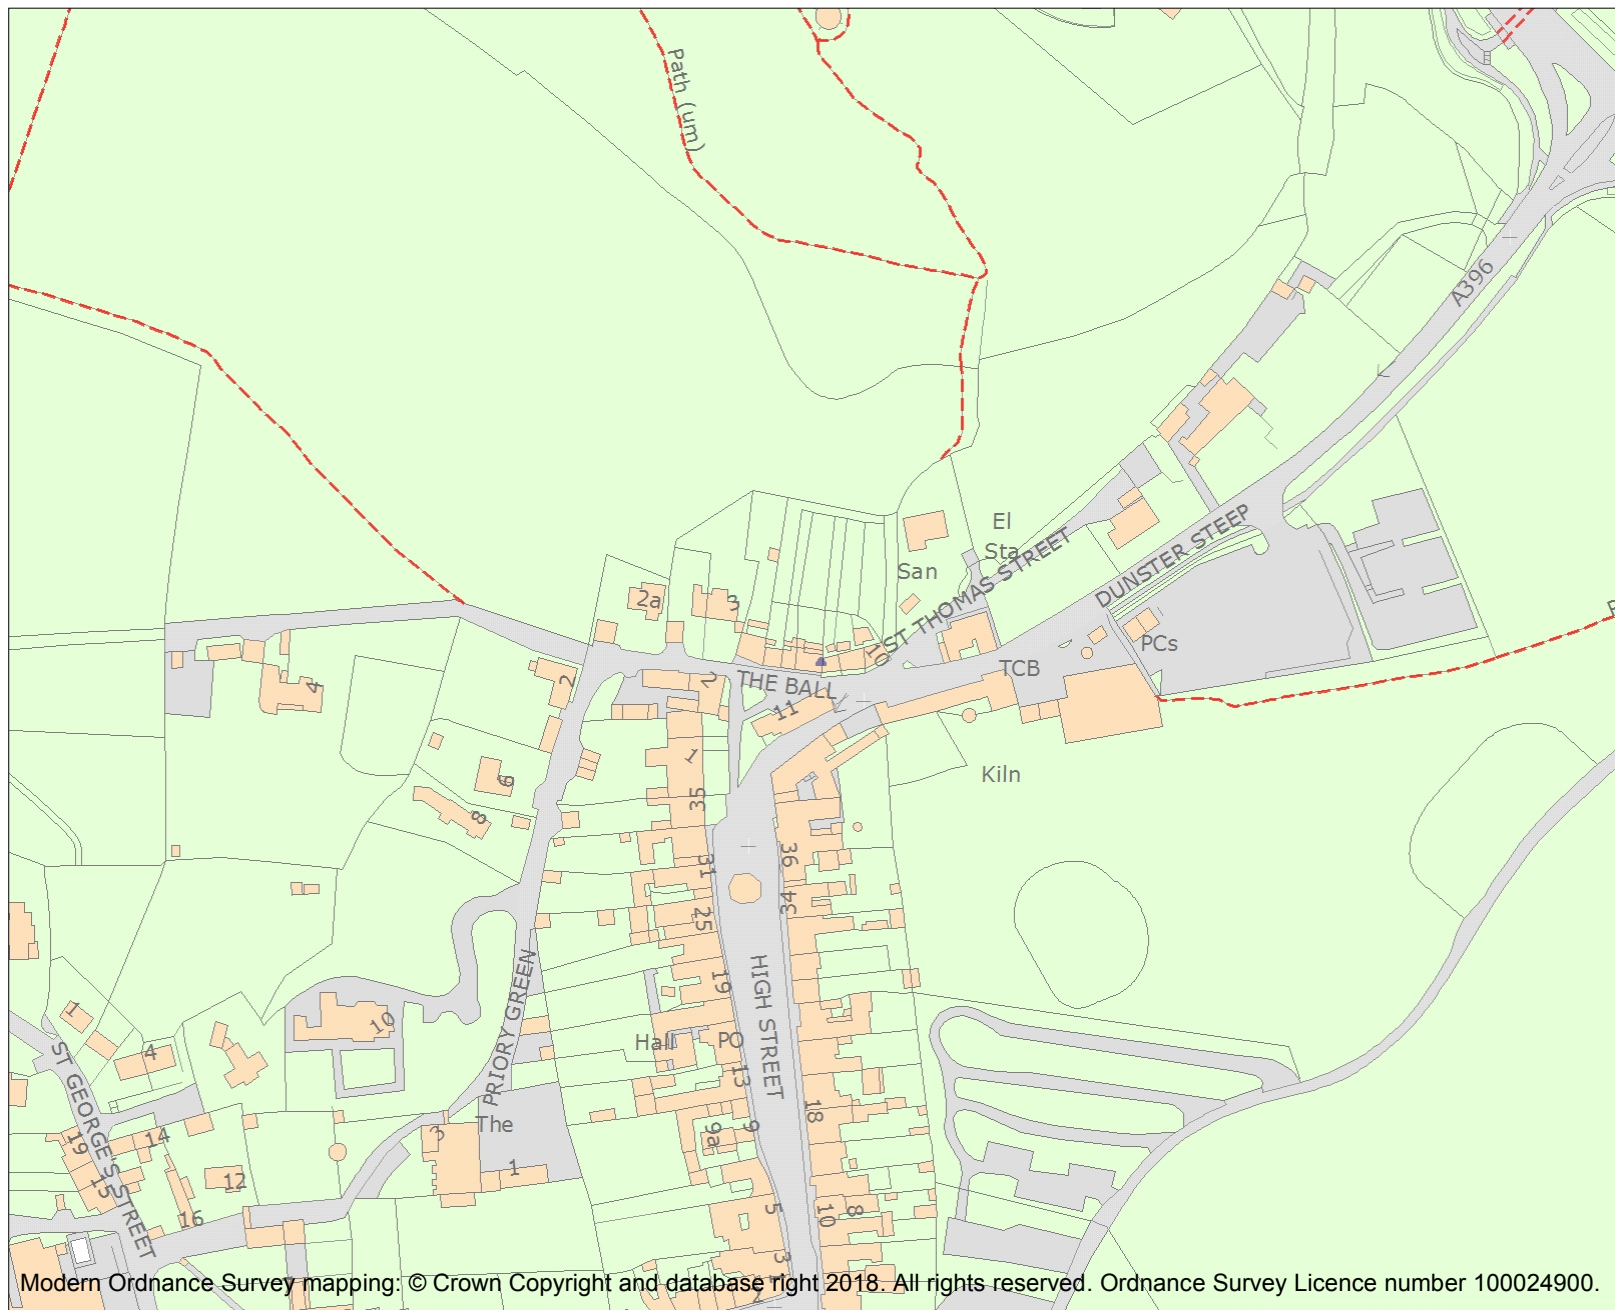 Path (um)
A396
El
Sta
San
ST THOMAS STREET
DUNSTER STEEP
PCs
TCB
2a
3
10
THE BALL
2
2
4
11
1
6
8
35
Kiln
31
36
34
25
19
HIGH STREET
PRIORY GREEN
Hall
PO
13
10
1
4
ST GEORGE'S STREET
The
3
1
9a
9
18
19
14
15
12
16
5
10
8
3
2
Modern Ordnance Survey mapping: © Crown Copyright and database right 2018. All rights reserved. Ordnance Survey Licence number 100024900.